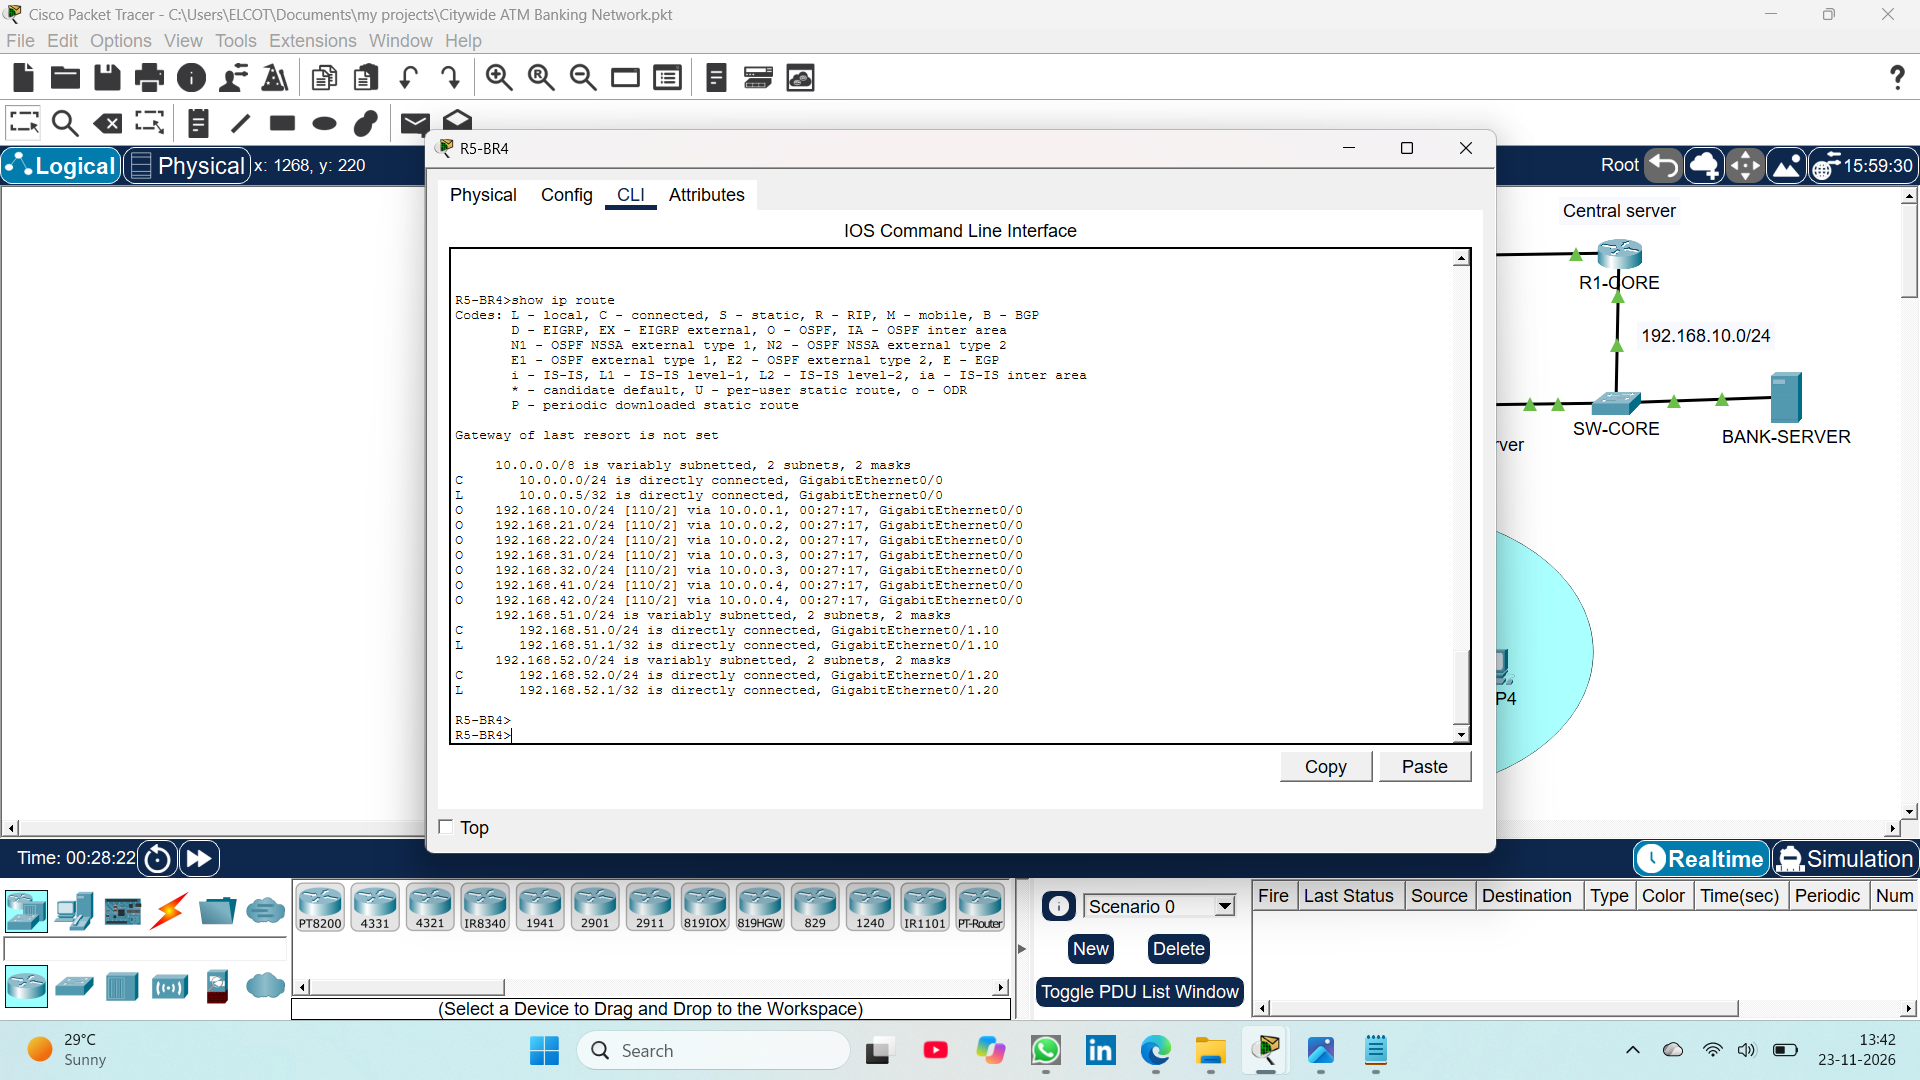 Cisco Packet Tracer - C:\Users\ELCOT\Documents\my projects\Citywide ATM Banking Network.pkt
File Edit Options View Tools Extensions Window Help
Logical Physical x: 1268, y: 220
Root 15:59:30
R5-BR4
Physical Config CLI Attributes
IOS Command Line Interface
R5-BR4>show ip route
Codes: L - local, C - connected, S - static, R - RIP, M - mobile, B - BGP
D - EIGRP, EX - EIGRP external, O - OSPF, IA - OSPF inter area
N1 - OSPF NSSA external type 1, N2 - OSPF NSSA external type 2
E1 - OSPF external type 1, E2 - OSPF external type 2, E - EGP
i - IS-IS, L1 - IS-IS level-1, L2 - IS-IS level-2, ia - IS-IS inter area
* - candidate default, U - per-user static route, o - ODR
P - periodic downloaded static route
Gateway of last resort is not set
10.0.0.0/8 is variably subnetted, 2 subnets, 2 masks
C 10.0.0.0/24 is directly connected, GigabitEthernet0/0
L 10.0.0.5/32 is directly connected, GigabitEthernet0/0
O 192.168.10.0/24 [110/2] via 10.0.0.1, 00:27:17, GigabitEthernet0/0
O 192.168.21.0/24 [110/2] via 10.0.0.2, 00:27:17, GigabitEthernet0/0
O 192.168.22.0/24 [110/2] via 10.0.0.2, 00:27:17, GigabitEthernet0/0
O 192.168.31.0/24 [110/2] via 10.0.0.3, 00:27:17, GigabitEthernet0/0
O 192.168.32.0/24 [110/2] via 10.0.0.3, 00:27:17, GigabitEthernet0/0
O 192.168.41.0/24 [110/2] via 10.0.0.4, 00:27:17, GigabitEthernet0/0
O 192.168.42.0/24 [110/2] via 10.0.0.4, 00:27:17, GigabitEthernet0/0
192.168.51.0/24 is variably subnetted, 2 subnets, 2 masks
C 192.168.51.0/24 is directly connected, GigabitEthernet0/1.10
L 192.168.51.1/32 is directly connected, GigabitEthernet0/1.10
192.168.52.0/24 is variably subnetted, 2 subnets, 2 masks
C 192.168.52.0/24 is directly connected, GigabitEthernet0/1.20
L 192.168.52.1/32 is directly connected, GigabitEthernet0/1.20
R5-BR4>
R5-BR4>
Copy Paste
Top
Central server
R1-CORE
192.168.10.0/24
SW-CORE
BANK-SERVER
ver
P4
Time: 00:28:22
Realtime Simulation
PT8200 4331 4321 IR8340 1941 2901 2911 819IOX 819HGW 829 1240 IR1101 PT-Router
(Select a Device to Drag and Drop to the Workspace)
Scenario 0
New Delete
Toggle PDU List Window
Fire Last Status Source Destination Type Color Time(sec) Periodic Num
29°C
Sunny
Search
13:42
23-11-2026